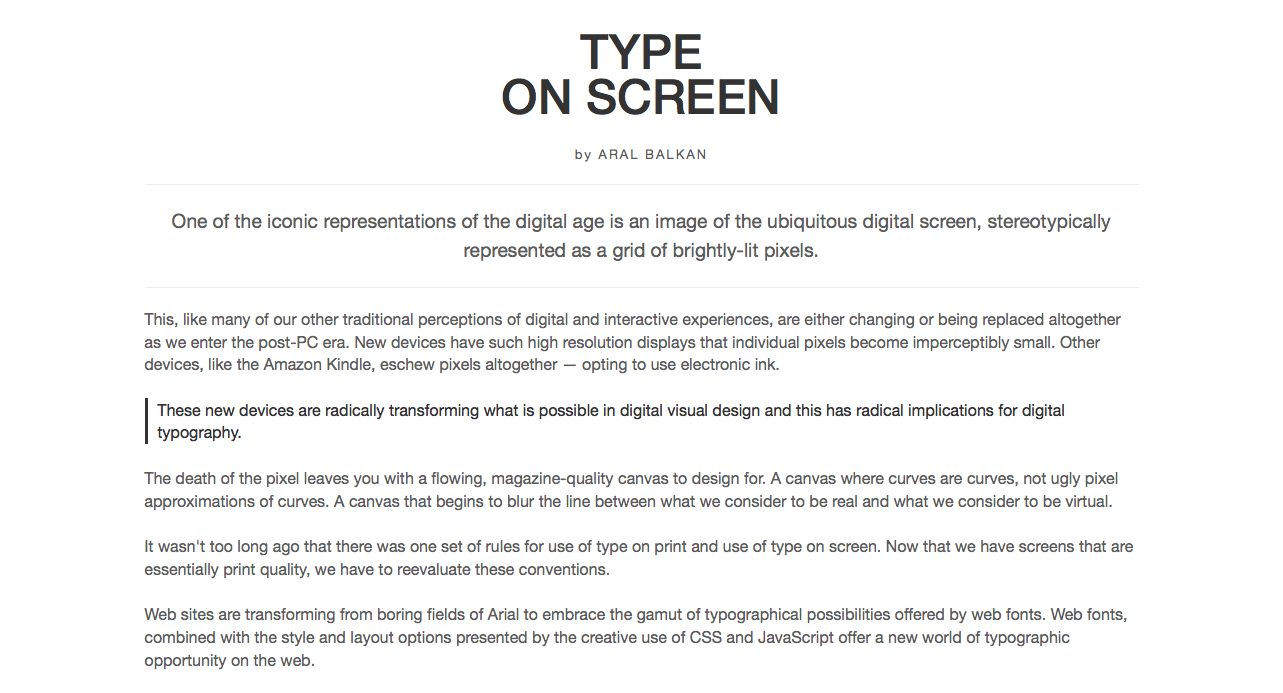 TYPE
ON SCREEN
by ARAL BALKAN
One of the iconic representations of the digital age is an image of the ubiquitous digital screen, stereotypically
represented as a grid of brightly-lit pixels.
This, like many of our other traditional perceptions of digital and interactive experiences, are either changing or being replaced altogether
as we enter the post-PC era. New devices have such high resolution displays that individual pixels become imperceptibly small. Other
devices, like the Amazon Kindle, eschew pixels altogether — opting to use electronic ink.
These new devices are radically transforming what is possible in digital visual design and this has radical implications for digital
typography.
The death of the pixel leaves you with a flowing, magazine-quality canvas to design for. A canvas where curves are curves, not ugly pixel
approximations of curves. A canvas that begins to blur the line between what we consider to be real and what we consider to be virtual.
It wasn't too long ago that there was one set of rules for use of type on print and use of type on screen. Now that we have screens that are
essentially print quality, we have to reevaluate these conventions.
Web sites are transforming from boring fields of Arial to embrace the gamut of typographical possibilities offered by web fonts. Web fonts,
combined with the style and layout options presented by the creative use of CSS and JavaScript offer a new world of typographic
opportunity on the web.